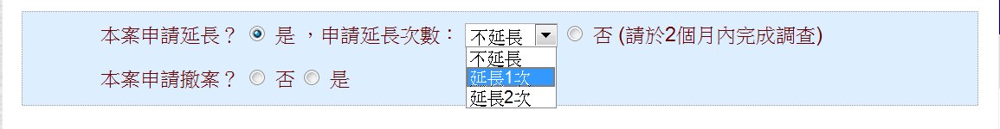 本案申請延長？ 是 ，申請延長次數： 不延長 否 (請於2個月內完成調查)
不延長
延長1次
延長2次
本案申請撤案？ 否 是